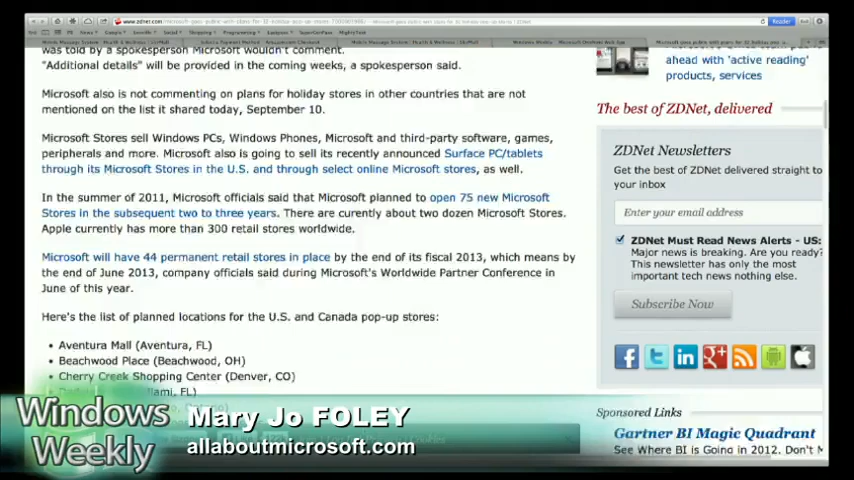 was told by a spokesperson Microsoft wouldn't comment.
"Additional details" will be provided in the coming weeks, a spokesperson said.
Microsoft also is not commenting on plans for holiday stores in other countries that are not
mentioned on the list it shared today, September 10.
Microsoft Stores sell Windows PCs, Windows Phones, Microsoft and third-party software, games,
peripherals and more. Microsoft also is going to sell its recently announced Surface PC/tablets
through its Microsoft Stores in the U.S. and through select online Microsoft stores, as well.
In the summer of 2011, Microsoft officials said that Microsoft planned to open 75 new Microsoft
Stores in the subsequent two to three years. There are curently about two dozen Microsoft Stores.
Apple currently has more than 300 retail stores worldwide.
Microsoft will have 44 permanent retail stores in place by the end of its fiscal 2013, which means by
the end of June 2013, company officials said during Microsoft's Worldwide Partner Conference in
June of this year.
Here's the list of planned locations for the U.S. and Canada pop-up stores:
• Aventura Mall (Aventura, FL)
• Beachwood Place (Beachwood, OH)
• Cherry Creek Shopping Center (Denver, CO)
ahead with 'active reading'
products, services
The best of ZDNet, delivered
ZDNet Newsletters
Get the best of ZDNet delivered straight to
your inbox
Enter your email address
ZDNet Must Read News Alerts - US:
Major news is breaking. Are you ready?
This newsletter has only the most
important tech news nothing else.
Subscribe Now
Sponsored Links
Gartner BI Magic Quadrant
See Where BI is Going in 2012. Don't M
Windows
Weekly
Mary Jo FOLEY
allaboutmicrosoft.com